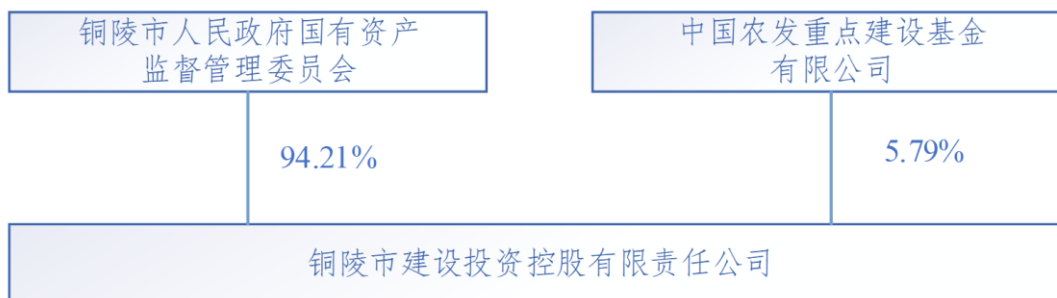 铜陵市人民政府国有资产
监督管理委员会
中国农发重点建设基金
有限公司
94.21%
5.79%
铜陵市建设投资控股有限责任公司